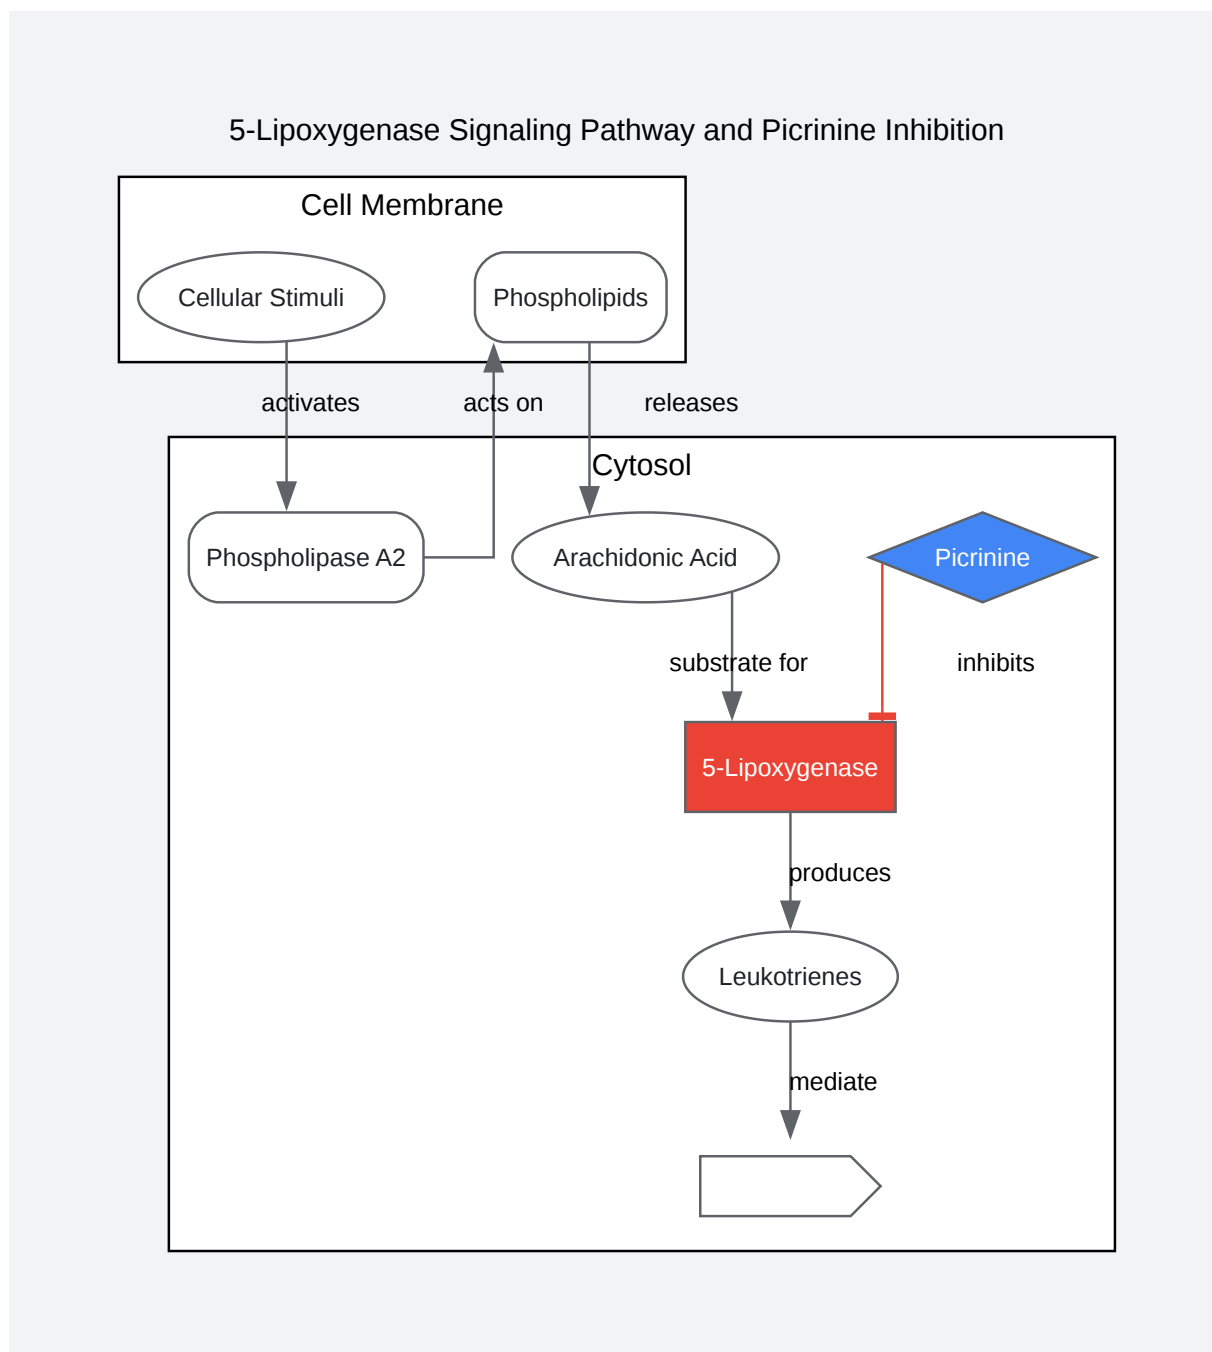 5-Lipoxygenase Signaling Pathway and Picrinine Inhibition
Cell Membrane
Cellular Stimuli
Phospholipids
activates
acts on
releases
Cytosol
Phospholipase A2
Arachidonic Acid
Picrinine
substrate for
inhibits
5-Lipoxygenase
produces
Leukotrienes
mediate